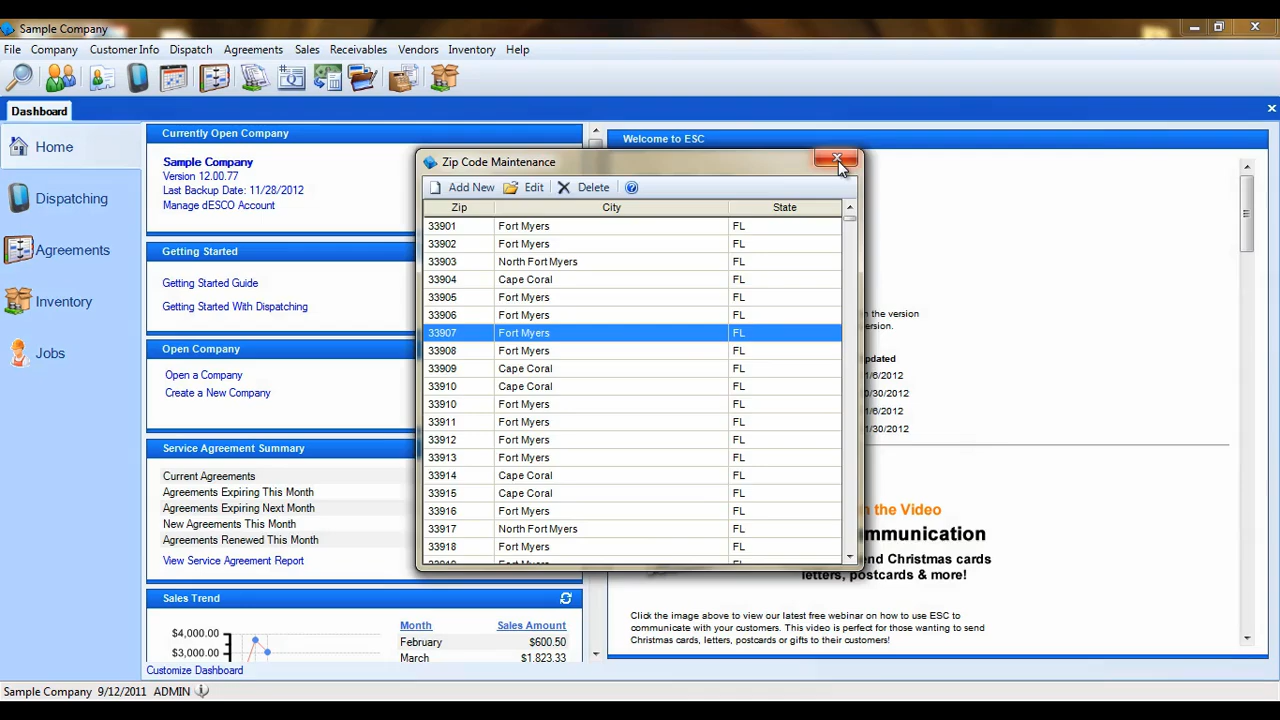 Sample Company
File Company Customer Info Dispatch Agreements Sales Receivables Vendors Inventory Help
Dashboard
Home
Dispatching
Agreements
Inventory
Jobs
Currently Open Company
Sample Company
Version 12.00.77
Last Backup Date: 11/28/2012
Manage dESCO Account
Getting Started
Getting Started Guide
Getting Started With Dispatching
Open Company
Open a Company
Create a New Company
Service Agreement Summary
Current Agreements
Agreements Expiring This Month
Agreements Expiring Next Month
New Agreements This Month
Agreements Renewed This Month
View Service Agreement Report
Sales Trend
$4,000.00
$3,000.00
Month Sales Amount
February $600.50
March $1,823.33
Customize Dashboard
Zip Code Maintenance
Add New Edit Delete
Zip City State
33901 Fort Myers FL
33902 Fort Myers FL
33903 North Fort Myers FL
33904 Cape Coral FL
33905 Fort Myers FL
33906 Fort Myers FL
33907 Fort Myers FL
33908 Fort Myers FL
33909 Cape Coral FL
33910 Cape Coral FL
33910 Fort Myers FL
33911 Fort Myers FL
33912 Fort Myers FL
33913 Fort Myers FL
33914 Cape Coral FL
33915 Cape Coral FL
33916 Fort Myers FL
33917 North Fort Myers FL
33918 Fort Myers FL
Welcome to ESC
n the version
ersion.
pdated
1/6/2012
0/30/2012
1/6/2012
1/30/2012
n the Video
mmunication
end Christmas cards
letters, postcards & more!
Click the image above to view our latest free webinar on how to use ESC to
communicate with your customers. This video is perfect for those wanting to send
Christmas cards, letters, postcards or gifts to their customers!
Sample Company 9/12/2011 ADMIN